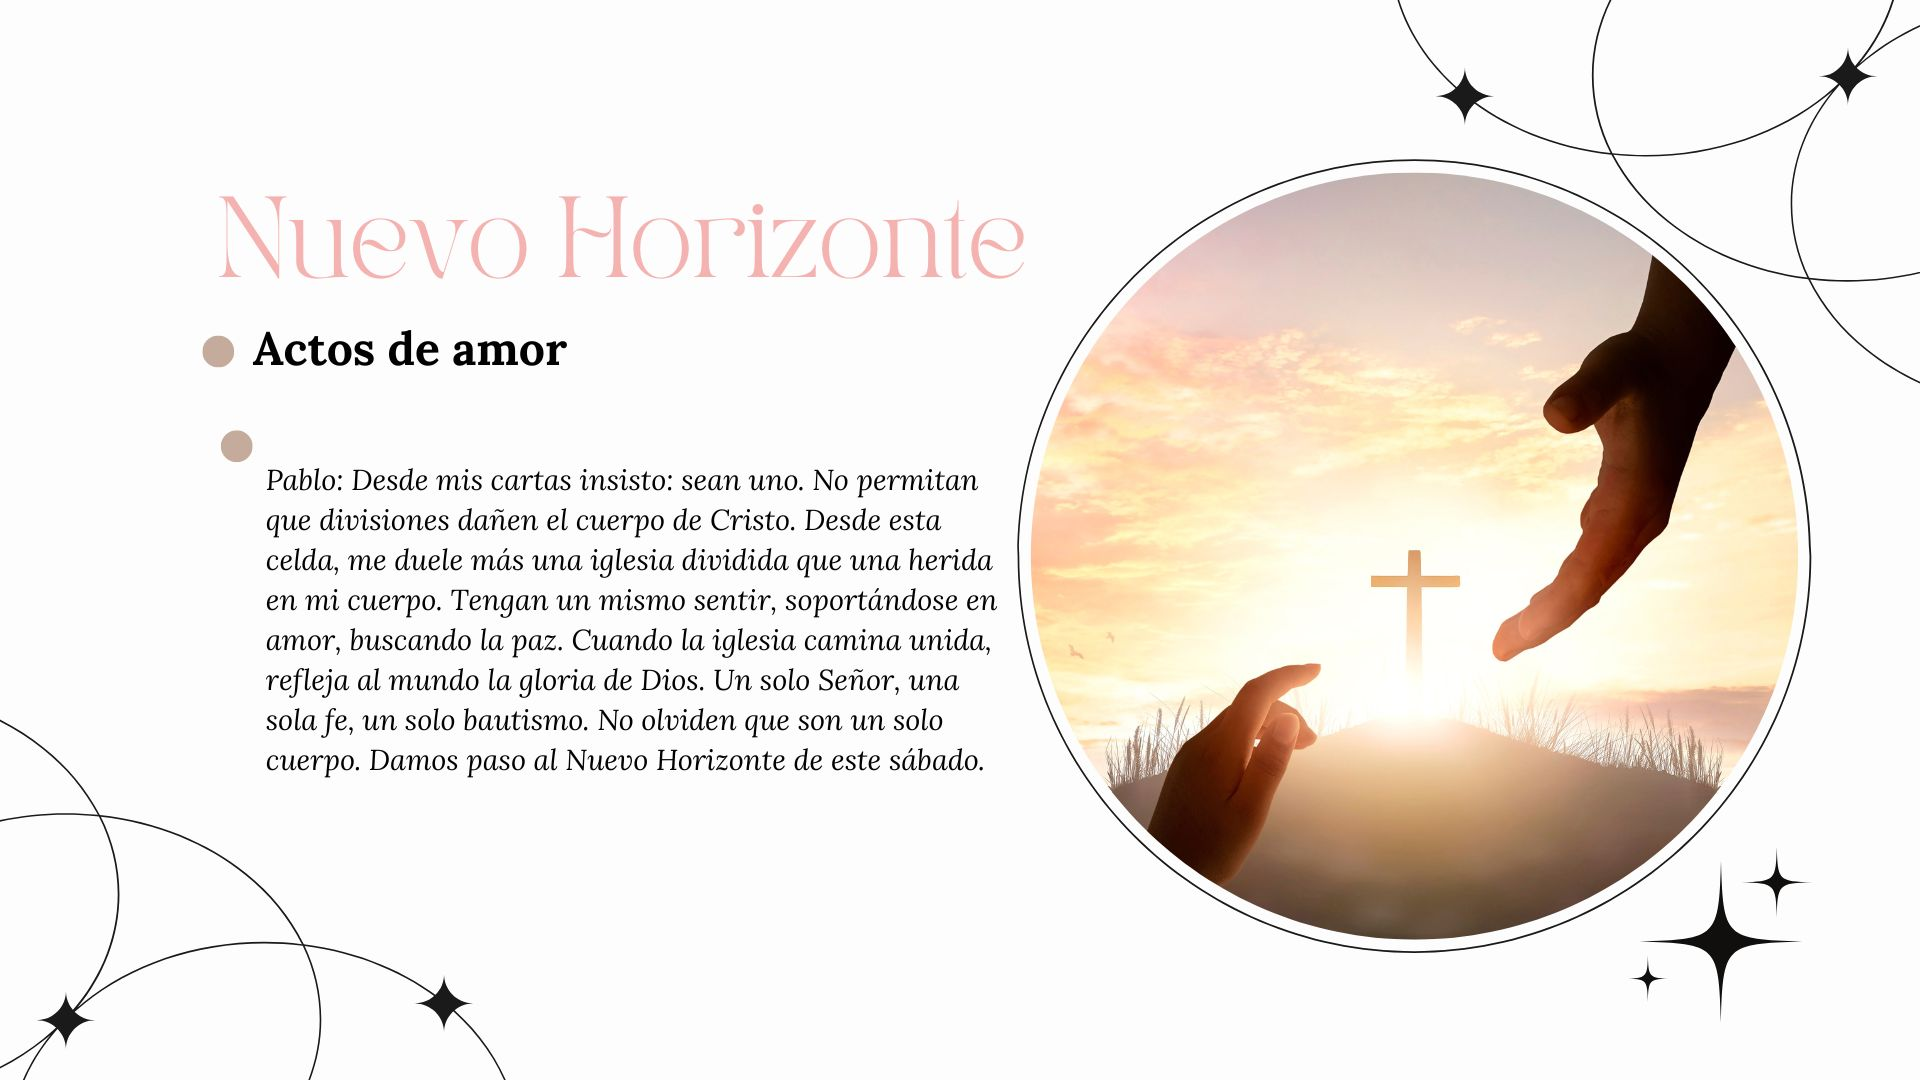 Nuevo Horizonte
Actos de amor
Pablo: Desde mis cartas insisto: sean uno. No permitan
que divisiones dañen el cuerpo de Cristo. Desde esta
celda, me duele más una iglesia dividida que una herida
en mi cuerpo. Tengan un mismo sentir, soportándose en
amor, buscando la paz. Cuando la iglesia camina unida,
refleja al mundo la gloria de Dios. Un solo Señor, una
sola fe, un solo bautismo. No olviden que son un solo
cuerpo. Damos paso al Nuevo Horizonte de este sábado.